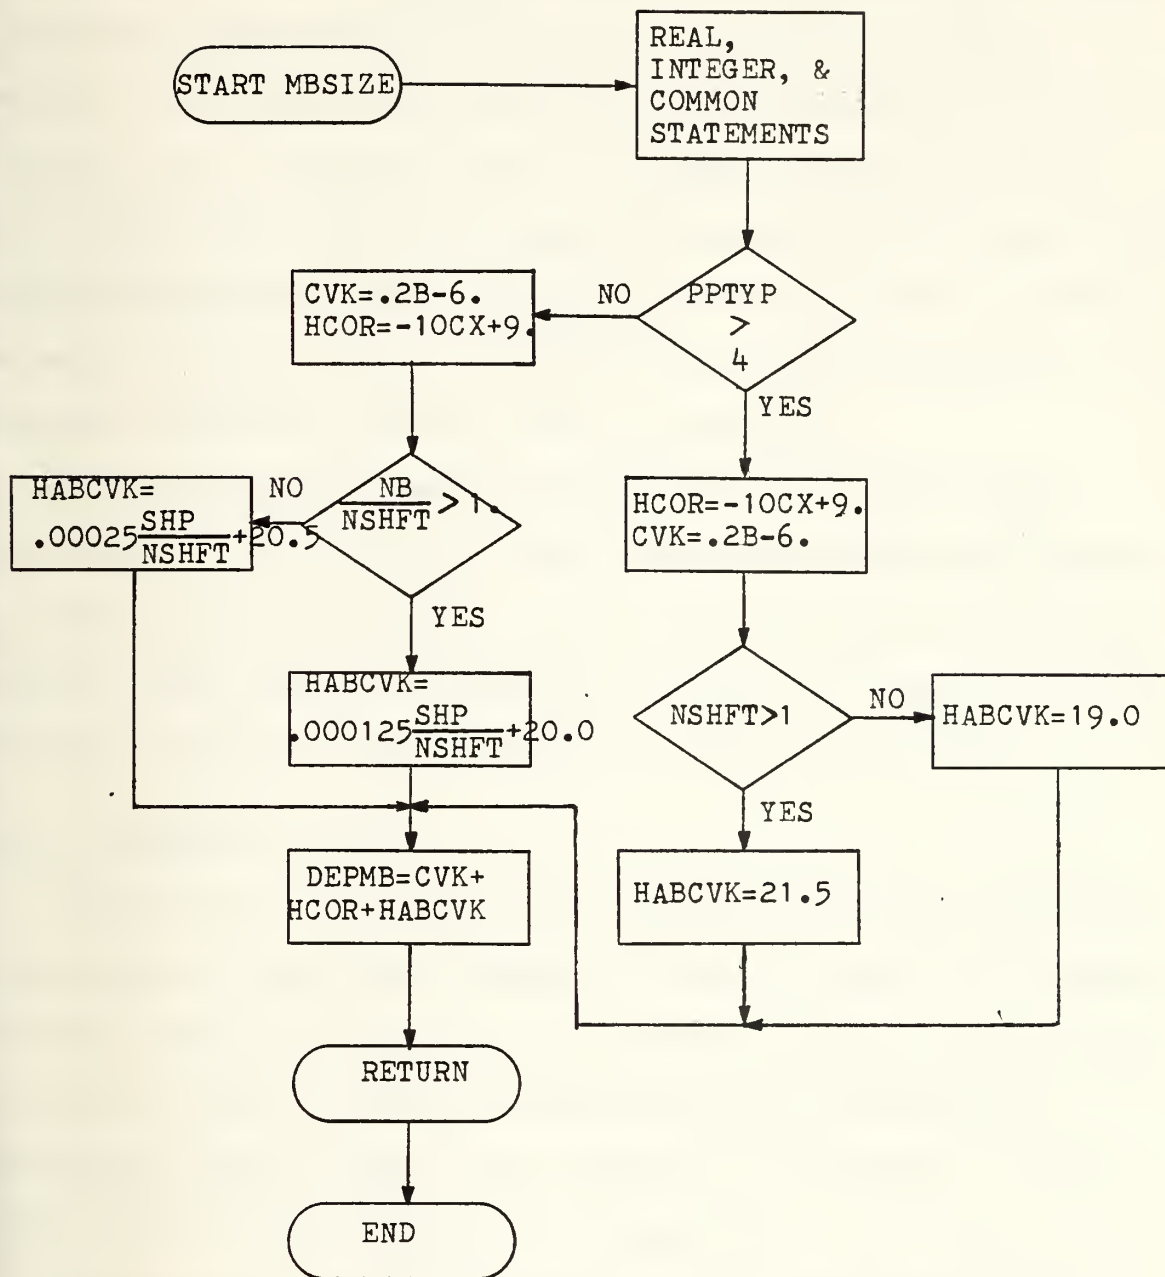 START MBSIZE
REAL,
INTEGER, &
COMMON
STATEMENTS
PPTYP
>
4
NO
YES
CVK=.2B-6.
HCOR=-10CX+9.
NB
NSHFT
>1.
NO
YES
HABCVK=
.00025 SHP
NSHFT
+20.5
HABCVK=
.000125 SHP
NSHFT
+20.0
HCOR=-10CX+9.
CVK=.2B-6.
NSHFT>1
NO
YES
HABCVK=19.0
HABCVK=21.5
DEPMB=CVK+
HCOR+HABCVK
RETURN
END